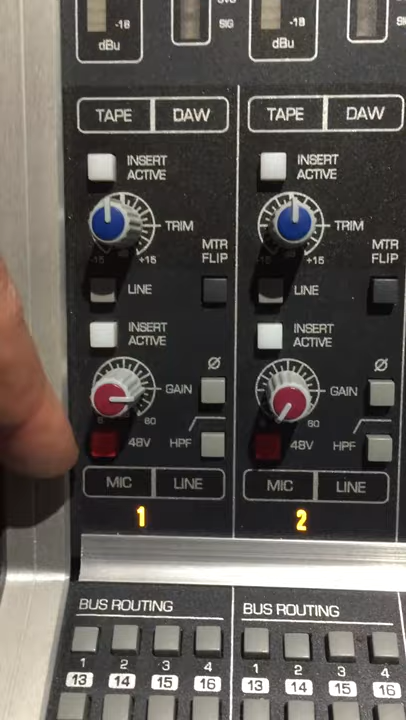 -18 SIG -18
dBu dBu
TAPE DAW TAPE DAW
INSERT ACTIVE INSERT ACTIVE
TRIM TRIM
-15 +15 -15 +15
MTR FLIP MTR FLIP
LINE LINE
INSERT ACTIVE INSERT ACTIVE
Ø Ø
GAIN GAIN
60 60
48V HPF 48V HPF
MIC LINE MIC LINE
1 2
BUS ROUTING BUS ROUTING
1 2 3 4 1 2 3 4
13 14 15 16 13 14 15 16